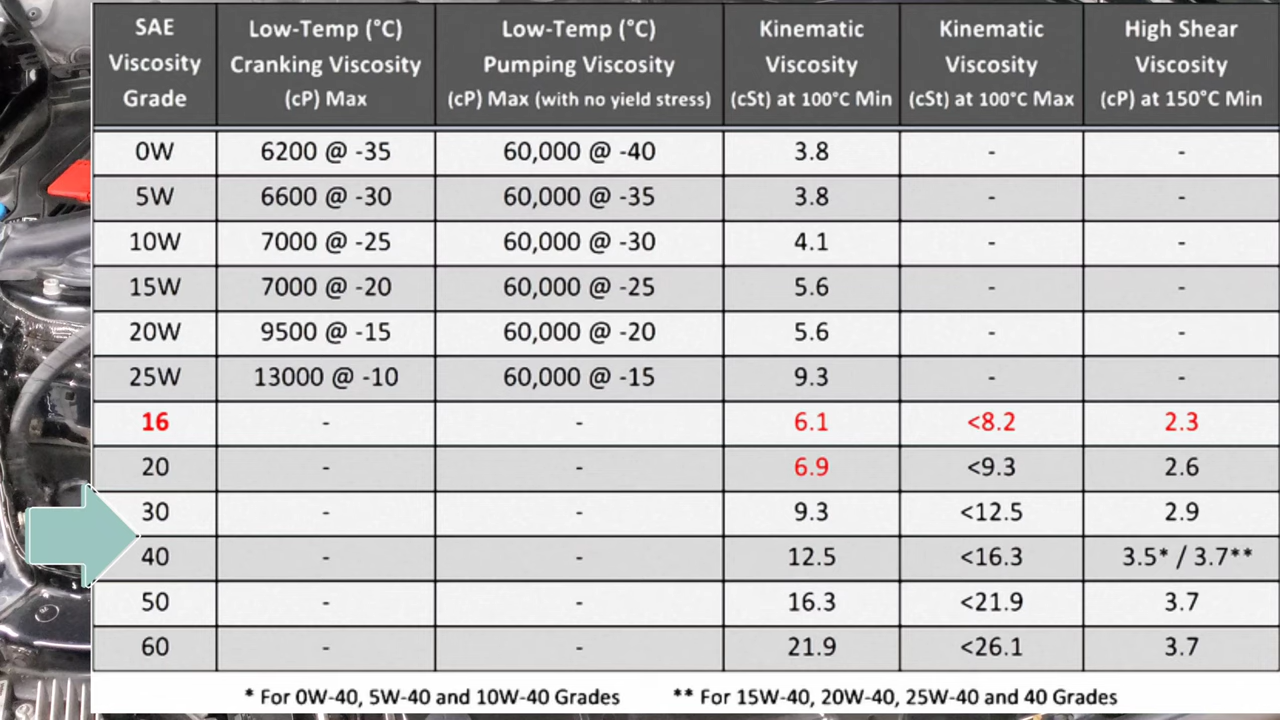 SAE Viscosity Grade | Low-Temp (°C) Cranking Viscosity (cP) Max | Low-Temp (°C) Pumping Viscosity (cP) Max (with no yield stress) | Kinematic Viscosity (cSt) at 100°C Min | Kinematic Viscosity (cSt) at 100°C Max | High Shear Viscosity (cP) at 150°C Min
0W | 6200 @ -35 | 60,000 @ -40 | 3.8 | - | -
5W | 6600 @ -30 | 60,000 @ -35 | 3.8 | - | -
10W | 7000 @ -25 | 60,000 @ -30 | 4.1 | - | -
15W | 7000 @ -20 | 60,000 @ -25 | 5.6 | - | -
20W | 9500 @ -15 | 60,000 @ -20 | 5.6 | - | -
25W | 13000 @ -10 | 60,000 @ -15 | 9.3 | - | -
16 | - | - | 6.1 | <8.2 | 2.3
20 | - | - | 6.9 | <9.3 | 2.6
30 | - | - | 9.3 | <12.5 | 2.9
40 | - | - | 12.5 | <16.3 | 3.5* / 3.7**
50 | - | - | 16.3 | <21.9 | 3.7
60 | - | - | 21.9 | <26.1 | 3.7
* For 0W-40, 5W-40 and 10W-40 Grades ** For 15W-40, 20W-40, 25W-40 and 40 Grades